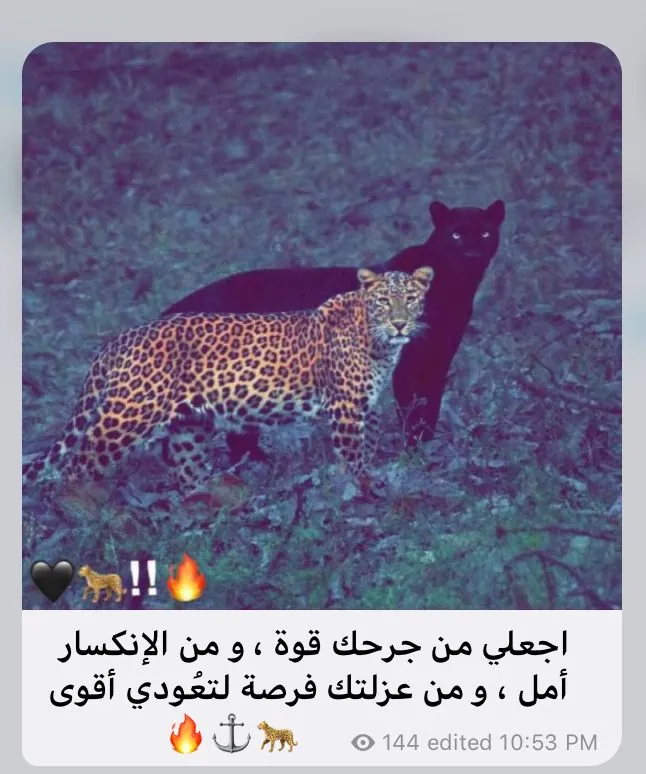 🖤🐆‼️🔥
اجعلي من جرحك قوة ، و من الإنكسار
أمل ، و من عزلتك فرصة لتعُودي أقوى
🐆⚓🔥
144 edited 10:53 PM